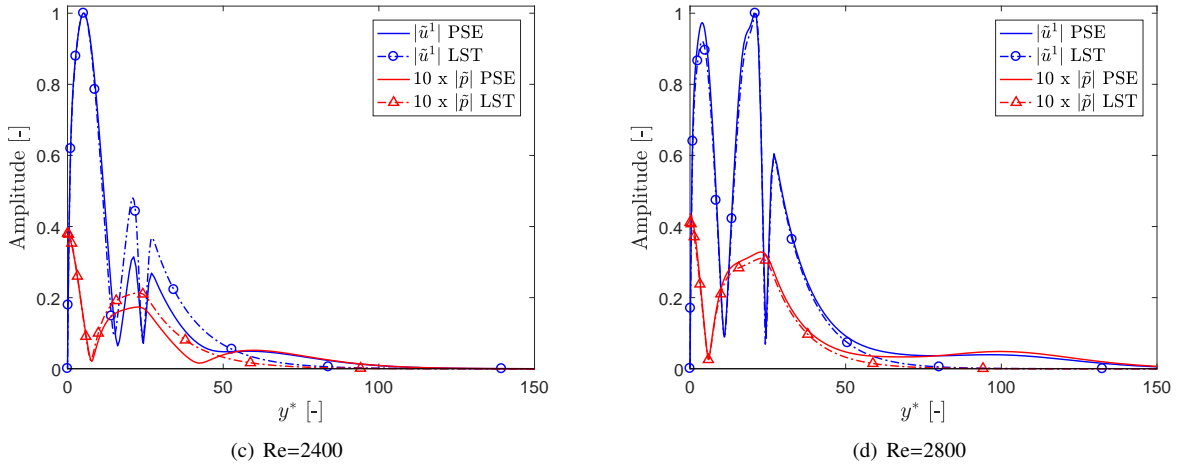 1
0.8
0.6
0.4
0.2
0
Amplitude [-]
0 50 100 150
y* [-]
|ũ¹| PSE
|ũ¹| LST
10 x |p̃| PSE
10 x |p̃| LST
(c) Re=2400
1
0.8
0.6
0.4
0.2
0
Amplitude [-]
0 50 100 150
y* [-]
|ũ¹| PSE
|ũ¹| LST
10 x |p̃| PSE
10 x |p̃| LST
(d) Re=2800